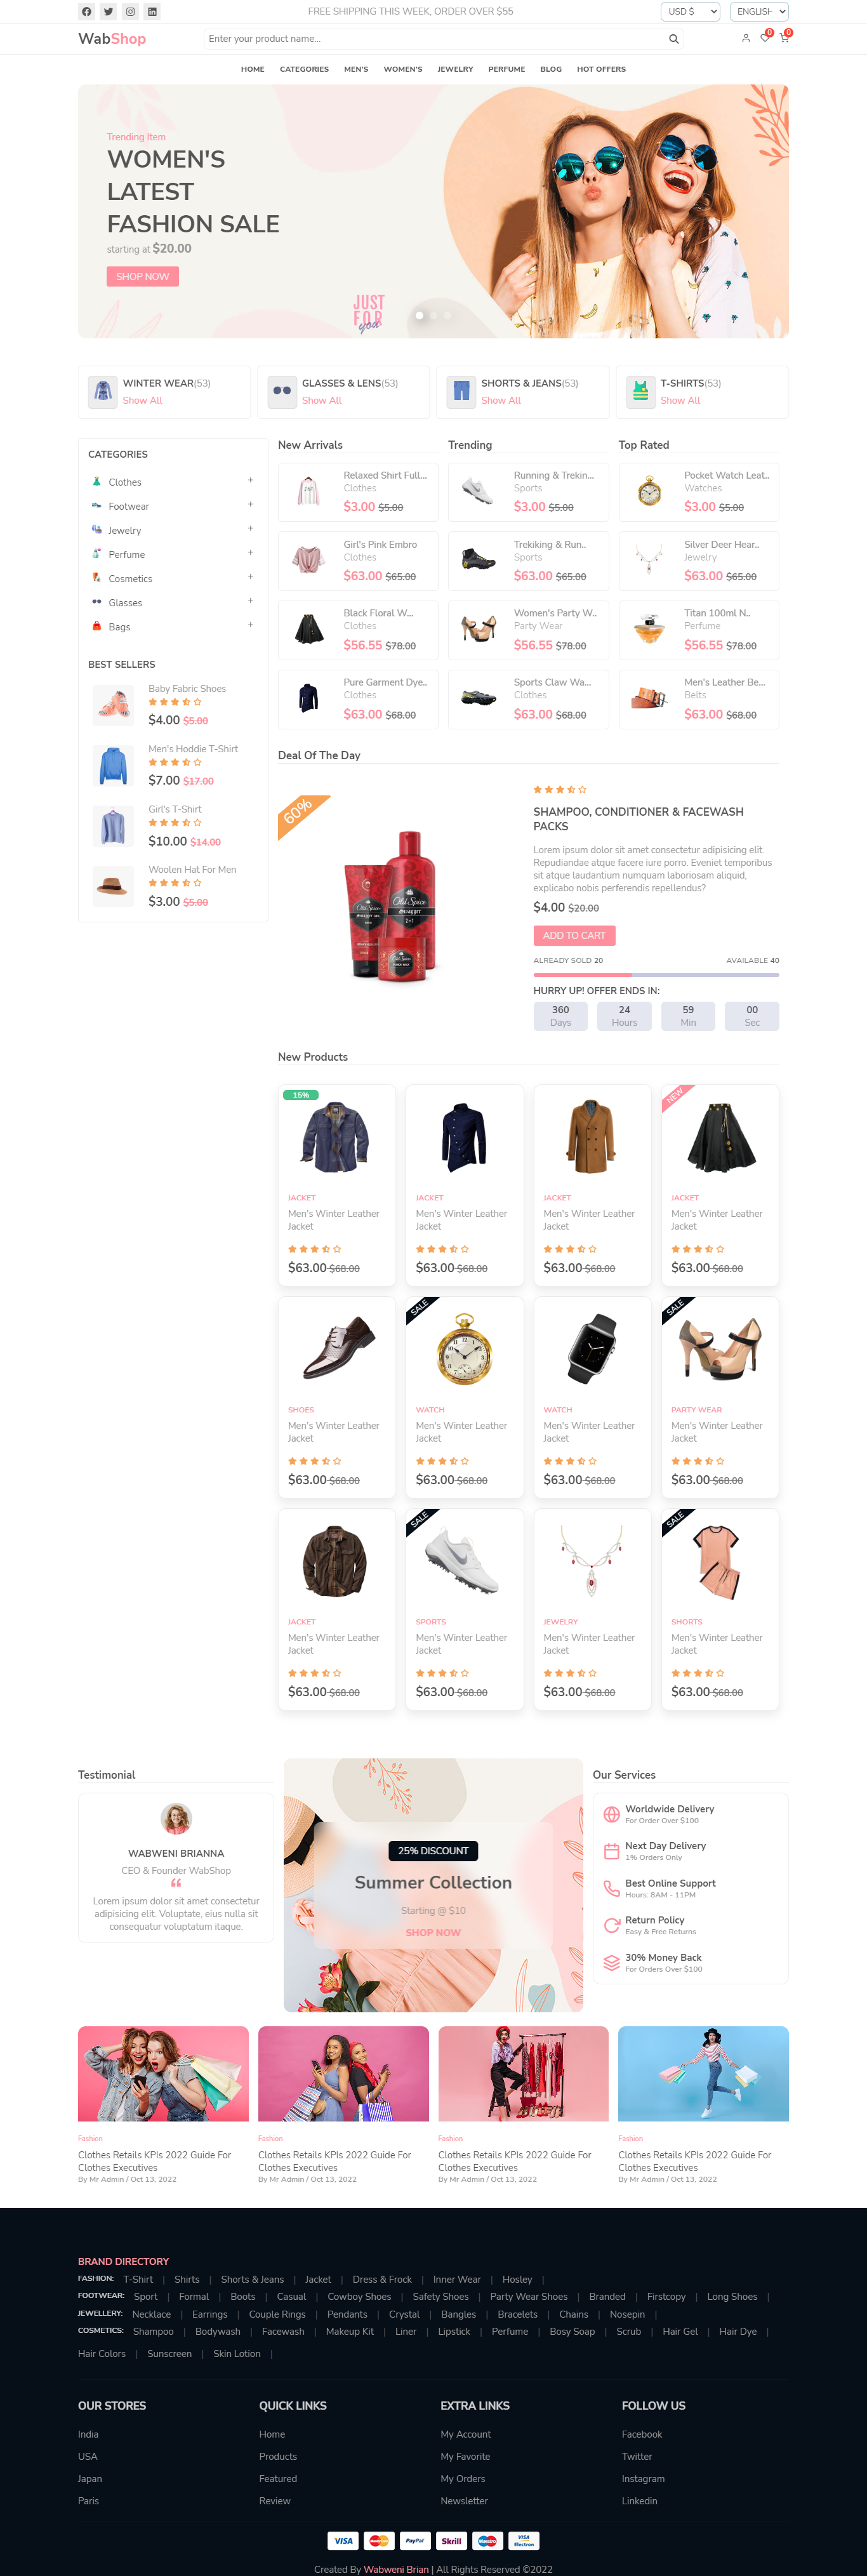 FREE SHIPPING THIS WEEK, ORDER OVER $55
USD $
ENGLISH
WabShop
Enter your product name...
0
0
HOME
CATEGORIES
MEN'S
WOMEN'S
JEWELRY
PERFUME
BLOG
HOT OFFERS
Trending Item
WOMEN'S
LATEST
FASHION SALE
starting at $20.00
SHOP NOW
JUST
FOR
you
WINTER WEAR(53)
Show All
GLASSES & LENS(53)
Show All
SHORTS & JEANS(53)
Show All
T-SHIRTS(53)
Show All
CATEGORIES
Clothes +
Footwear +
Jewelry +
Perfume +
Cosmetics +
Glasses +
Bags +
BEST SELLERS
Baby Fabric Shoes
$4.00 $5.00
Men's Hoddie T-Shirt
$7.00 $17.00
Girl's T-Shirt
$10.00 $14.00
Woolen Hat For Men
$3.00 $5.00
New Arrivals
Relaxed Shirt Full...
Clothes
$3.00 $5.00
Girl's Pink Embro
Clothes
$63.00 $65.00
Black Floral W...
Clothes
$56.55 $78.00
Pure Garment Dye..
Clothes
$63.00 $68.00
Trending
Running & Trekin...
Sports
$3.00 $5.00
Trekiking & Run..
Sports
$63.00 $65.00
Women's Party W..
Party Wear
$56.55 $78.00
Sports Claw Wa...
Clothes
$63.00 $68.00
Top Rated
Pocket Watch Leat..
Watches
$3.00 $5.00
Silver Deer Hear..
Jewelry
$63.00 $65.00
Titan 100ml N..
Perfume
$56.55 $78.00
Men's Leather Be...
Belts
$63.00 $68.00
Deal Of The Day
60%
Old Spice
swagger
2 in 1
SHAMPOO, CONDITIONER & FACEWASH
PACKS
Lorem ipsum dolor sit amet consectetur adipisicing elit.
Repudiandae atque facere iure porro. Eveniet temporibus
sit atque laudantium numquam laboriosam aliquid,
explicabo nobis perferendis repellendus?
$4.00 $20.00
ADD TO CART
ALREADY SOLD 20
AVAILABLE 40
HURRY UP! OFFER ENDS IN:
360
Days
24
Hours
59
Min
00
Sec
New Products
15%
JACKET
Men's Winter Leather
Jacket
$63.00 $68.00
JACKET
Men's Winter Leather
Jacket
$63.00 $68.00
JACKET
Men's Winter Leather
Jacket
$63.00 $68.00
NEW
JACKET
Men's Winter Leather
Jacket
$63.00 $68.00
SHOES
Men's Winter Leather
Jacket
$63.00 $68.00
SALE
WATCH
Men's Winter Leather
Jacket
$63.00 $68.00
WATCH
Men's Winter Leather
Jacket
$63.00 $68.00
SALE
PARTY WEAR
Men's Winter Leather
Jacket
$63.00 $68.00
JACKET
Men's Winter Leather
Jacket
$63.00 $68.00
SALE
SPORTS
Men's Winter Leather
Jacket
$63.00 $68.00
JEWELRY
Men's Winter Leather
Jacket
$63.00 $68.00
SALE
SHORTS
Men's Winter Leather
Jacket
$63.00 $68.00
Testimonial
WABWENI BRIANNA
CEO & Founder WabShop
Lorem ipsum dolor sit amet consectetur
adipisicing elit. Voluptate, eius nulla sit
consequatur voluptatum itaque.
25% DISCOUNT
Summer Collection
Starting @ $10
SHOP NOW
Our Services
Worldwide Delivery
For Order Over $100
Next Day Delivery
1% Orders Only
Best Online Support
Hours: 8AM - 11PM
Return Policy
Easy & Free Returns
30% Money Back
For Orders Over $100
Fashion
Clothes Retails KPIs 2022 Guide For
Clothes Executives
By Mr Admin / Oct 13, 2022
Fashion
Clothes Retails KPIs 2022 Guide For
Clothes Executives
By Mr Admin / Oct 13, 2022
Fashion
Clothes Retails KPIs 2022 Guide For
Clothes Executives
By Mr Admin / Oct 13, 2022
Fashion
Clothes Retails KPIs 2022 Guide For
Clothes Executives
By Mr Admin / Oct 13, 2022
BRAND DIRECTORY
FASHION: T-Shirt | Shirts | Shorts & Jeans | Jacket | Dress & Frock | Inner Wear | Hosley |
FOOTWEAR: Sport | Formal | Boots | Casual | Cowboy Shoes | Safety Shoes | Party Wear Shoes | Branded | Firstcopy | Long Shoes |
JEWELLERY: Necklace | Earrings | Couple Rings | Pendants | Crystal | Bangles | Bracelets | Chains | Nosepin |
COSMETICS: Shampoo | Bodywash | Facewash | Makeup Kit | Liner | Lipstick | Perfume | Bosy Soap | Scrub | Hair Gel | Hair Dye |
Hair Colors | Sunscreen | Skin Lotion |
OUR STORES
India
USA
Japan
Paris
QUICK LINKS
Home
Products
Featured
Review
EXTRA LINKS
My Account
My Favorite
My Orders
Newsletter
FOLLOW US
Facebook
Twitter
Instagram
Linkedin
VISA
MasterCard
PayPal
Skrill
Maestro
VISA
Electron
Created By Wabweni Brian | All Rights Reserved ©2022